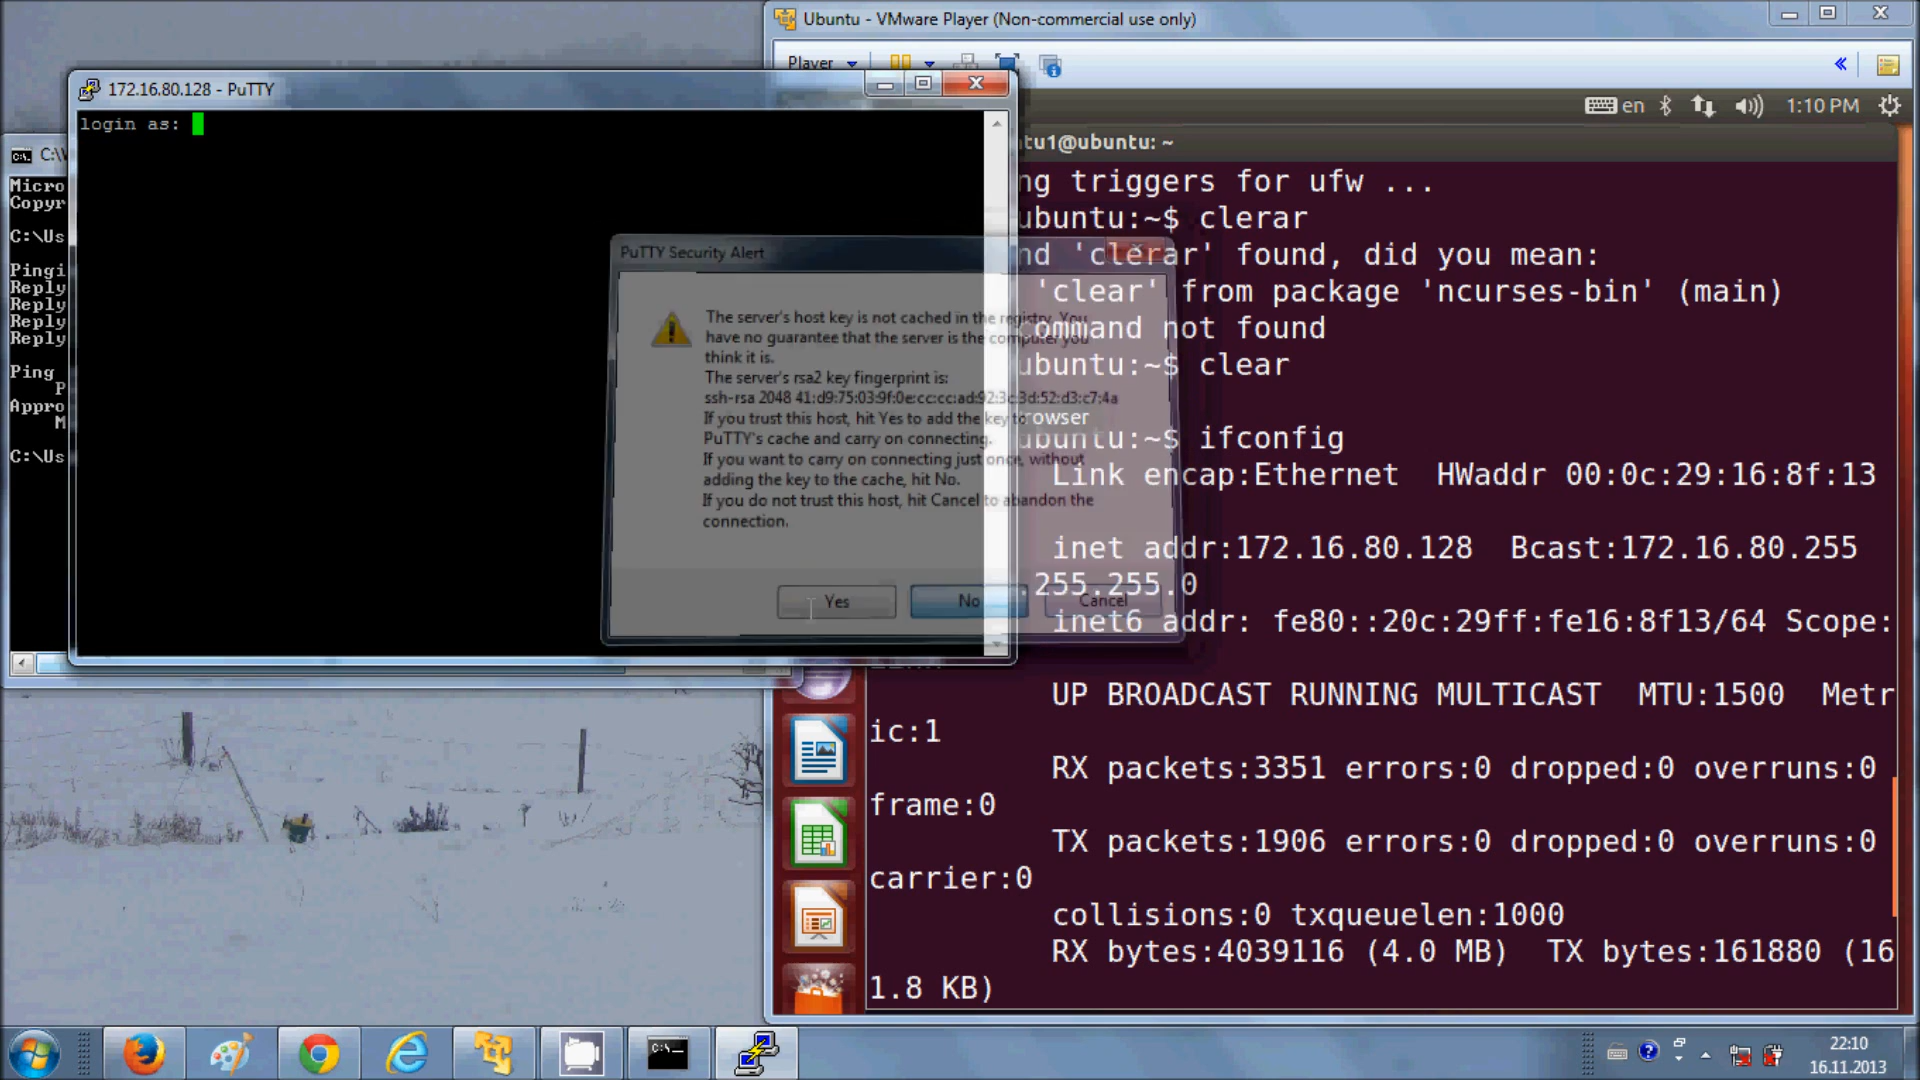 Ubuntu - VMware Player (Non-commercial use only)
Player
172.16.80.128 - PuTTY
login as:
en
1:10 PM
tu1@ubuntu: ~
C:\
Micro
Copyr
C:\Us
Pingi
Reply
Reply
Reply
Reply
Ping
P
Appro
M
C:\Us
PuTTY Security Alert
The server's host key is not cached in the registry. You
have no guarantee that the server is the computer you
think it is.
The server's rsa2 key fingerprint is:
ssh-rsa 2048 41:d9:75:03:9f:0e:cc:cc:ad:92:3c:3d:52:d3:c7:4a
If you trust this host, hit Yes to add the key to
PuTTY's cache and carry on connecting.
If you want to carry on connecting just once, without
adding the key to the cache, hit No.
If you do not trust this host, hit Cancel to abandon the
connection.
Yes
No
Cancel
ng triggers for ufw ...
ubuntu:~$ clerar
nd 'clerar' found, did you mean:
'clear' from package 'ncurses-bin' (main)
command not found
ubuntu:~$ clear
rowser
ubuntu:~$ ifconfig
Link encap:Ethernet HWaddr 00:0c:29:16:8f:13
inet addr:172.16.80.128 Bcast:172.16.80.255
.255.255.0
inet6 addr: fe80::20c:29ff:fe16:8f13/64 Scope:
UP BROADCAST RUNNING MULTICAST MTU:1500 Metr
ic:1
RX packets:3351 errors:0 dropped:0 overruns:0
frame:0
TX packets:1906 errors:0 dropped:0 overruns:0
carrier:0
collisions:0 txqueuelen:1000
RX bytes:4039116 (4.0 MB) TX bytes:161880 (16
1.8 KB)
C:\
22:10
16.11.2013